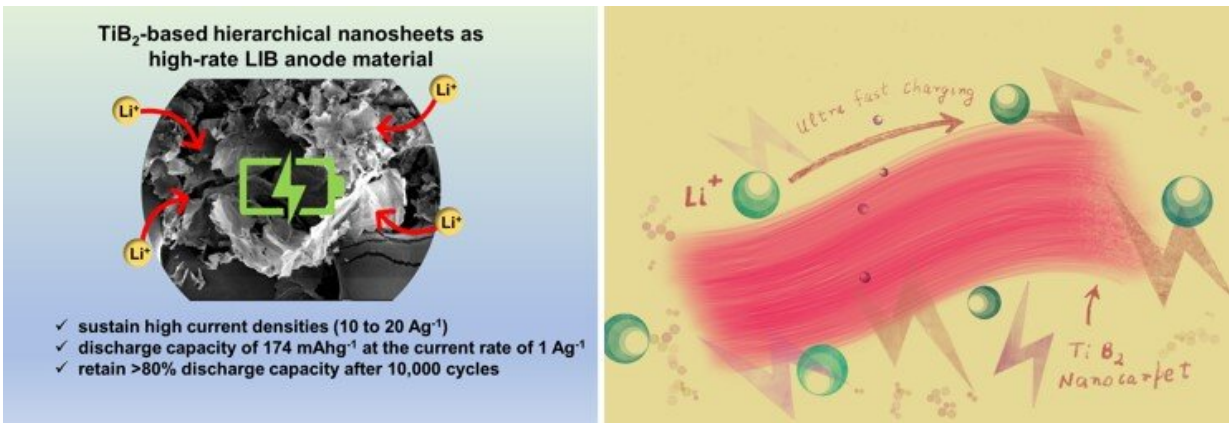 TiB₂-based hierarchical nanosheets as
high-rate LIB anode material
Li⁺
Li⁺
Li⁺
Li⁺
✓ sustain high current densities (10 to 20 Ag⁻¹)
✓ discharge capacity of 174 mAhg⁻¹ at the current rate of 1 Ag⁻¹
✓ retain >80% discharge capacity after 10,000 cycles
Ultra fast charging
Li⁺
TiB₂
Nanocarpet